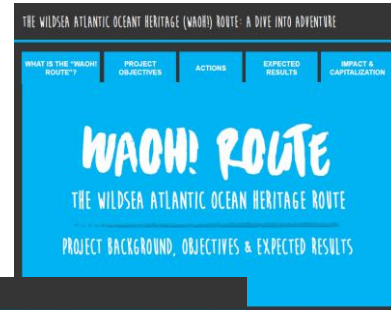 THE WILDSEA ATLANTIC OCEANT HERITAGE (WAOH!) ROUTE: A DIVE INTO ADVENTURE
WHAT IS THE "WAOH! ROUTE"?
PROJECT OBJECTIVES
ACTIONS
EXPECTED RESULTS
IMPACT & CAPITALIZATION
WAOH! ROUTE
THE WILDSEA ATLANTIC OCEAN HERITAGE ROUTE
PROJECT BACKGROUND, OBJECTIVES & EXPECTED RESULTS